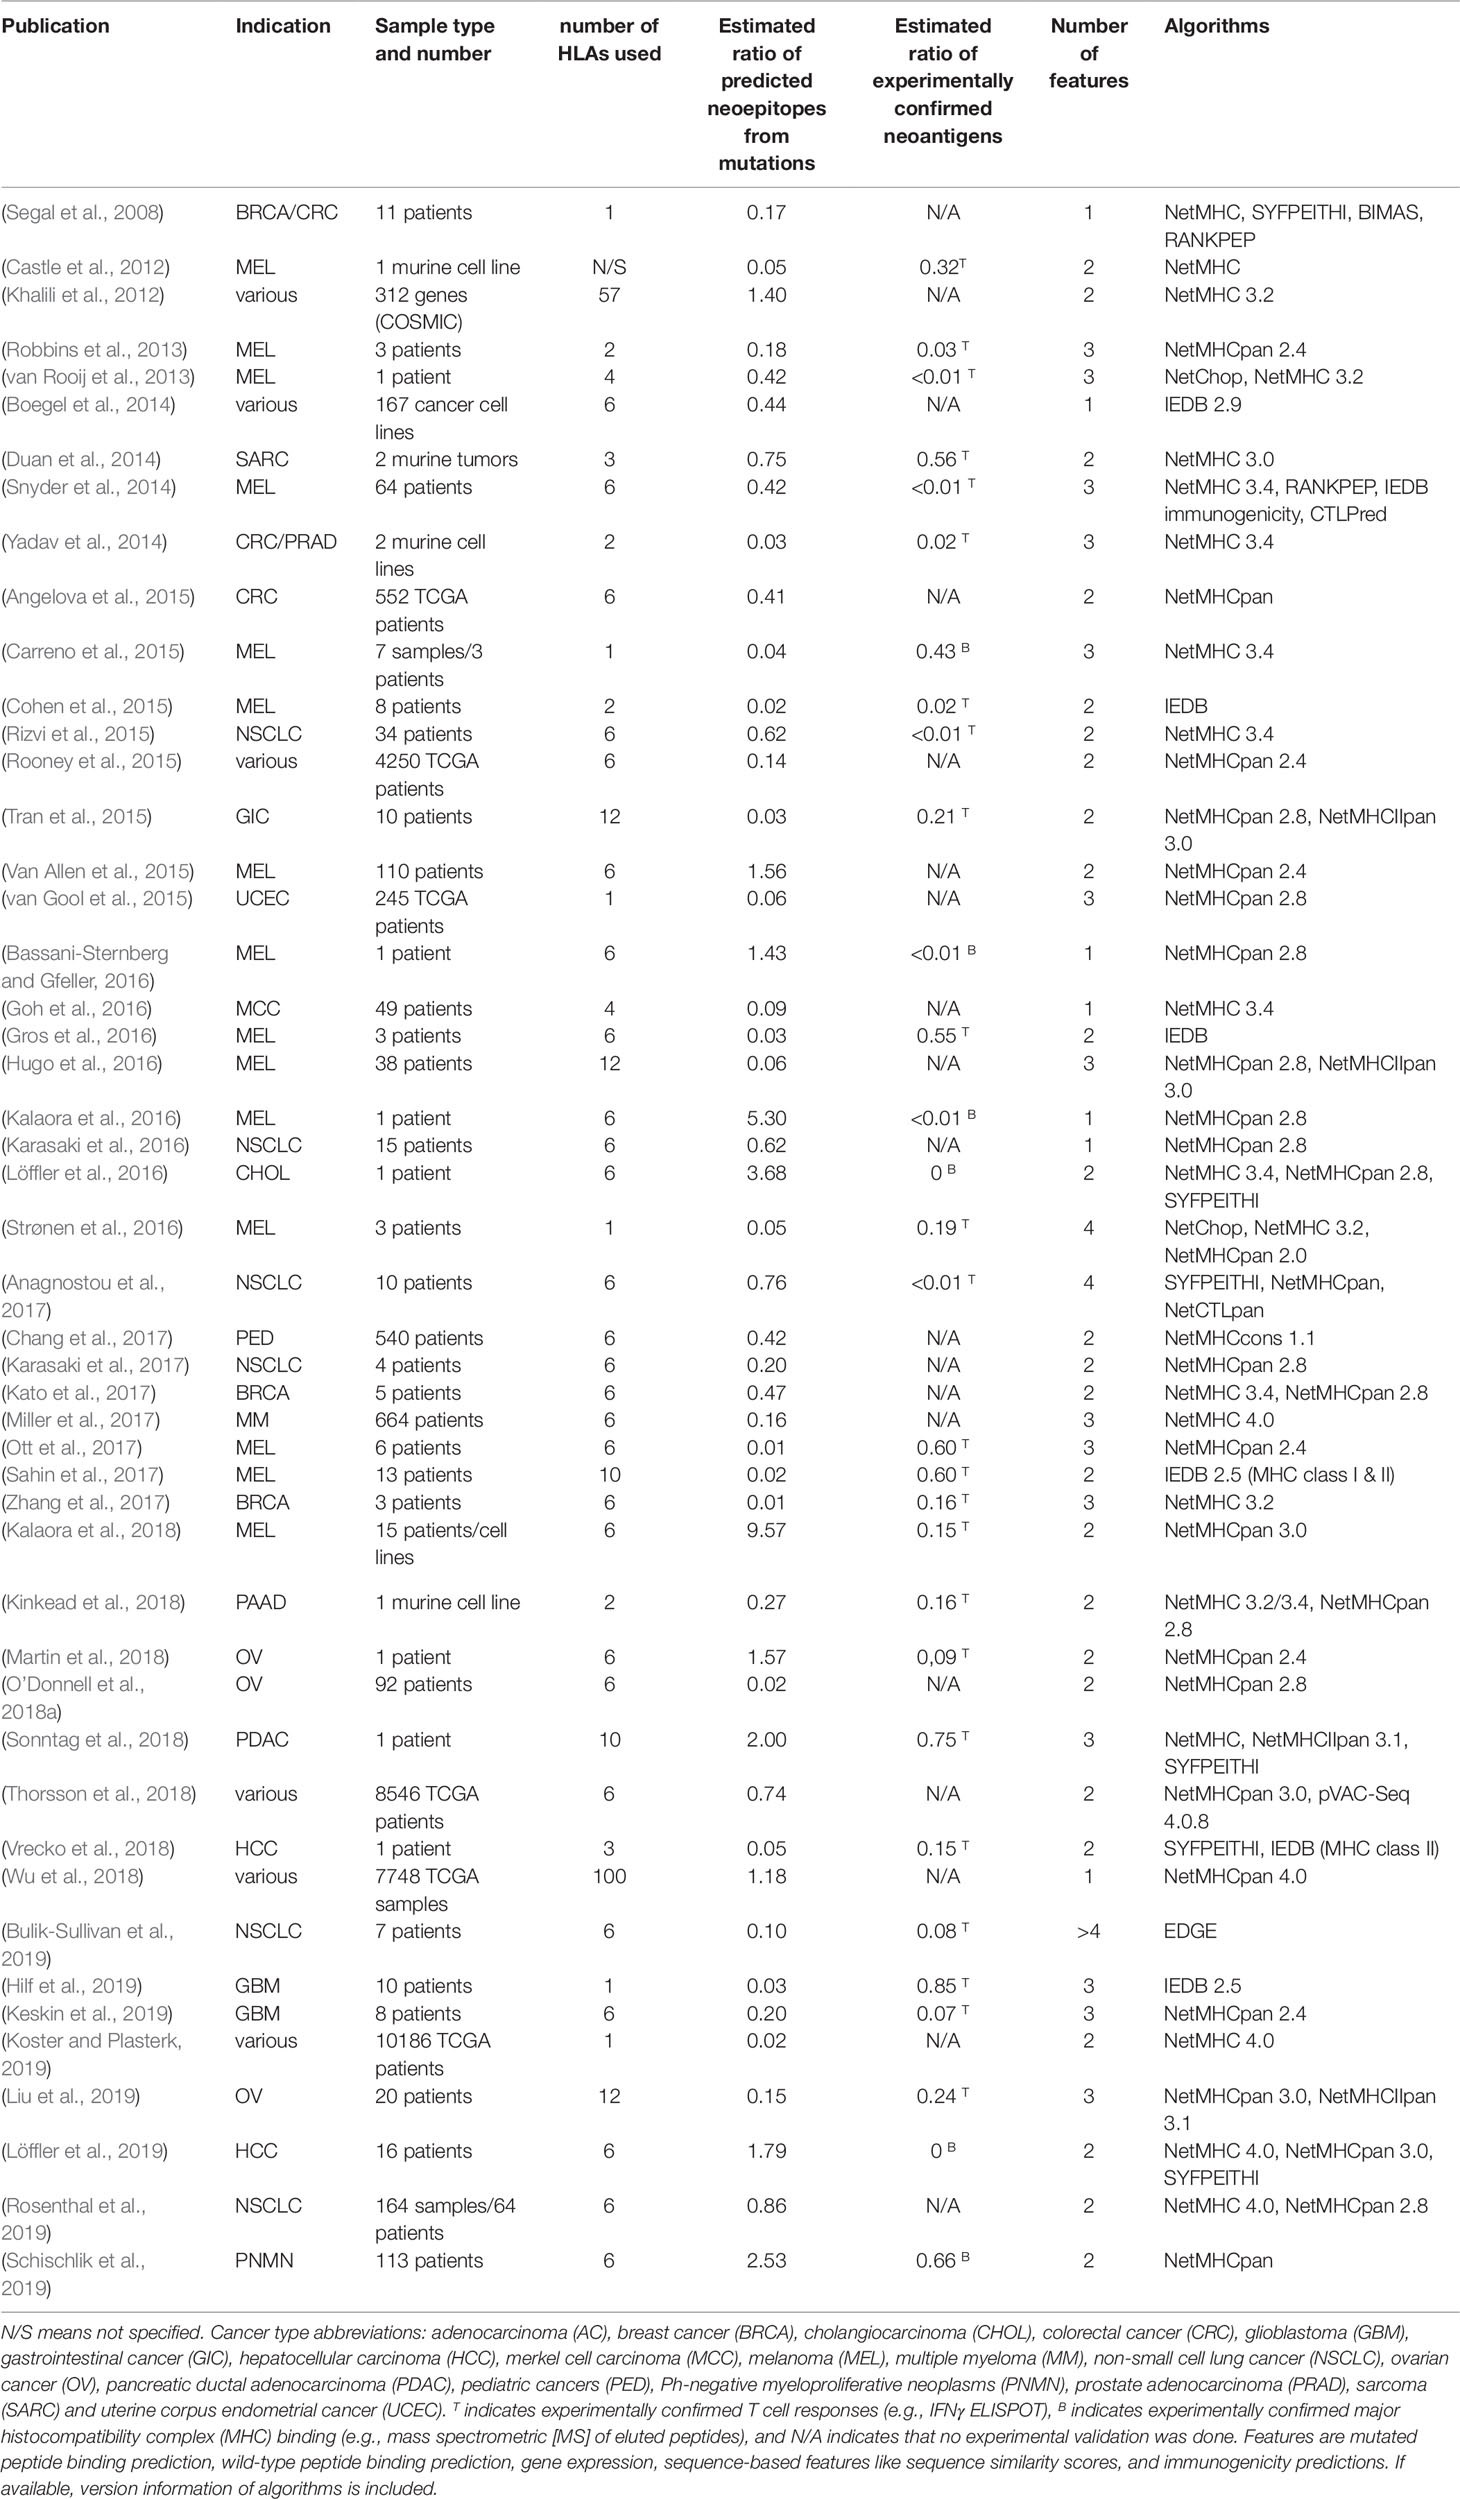 Publication Indication Sample type number of Estimated Estimated Number Algorithms
and number HLAs used ratio of ratio of of
predicted experimentally features
neoepitopes confirmed
from neoantigens
mutations
(Segal et al., 2008) BRCA/CRC 11 patients 1 0.17 N/A 1 NetMHC, SYFPEITHI, BIMAS,
RANKPEP
(Castle et al., 2012) MEL 1 murine cell line N/S 0.05 0.32ᵀ 2 NetMHC
(Khalili et al., 2012) various 312 genes 57 1.40 N/A 2 NetMHC 3.2
(COSMIC)
(Robbins et al., 2013) MEL 3 patients 2 0.18 0.03 ᵀ 3 NetMHCpan 2.4
(van Rooij et al., 2013) MEL 1 patient 4 0.42 <0.01 ᵀ 3 NetChop, NetMHC 3.2
(Boegel et al., 2014) various 167 cancer cell 6 0.44 N/A 1 IEDB 2.9
lines
(Duan et al., 2014) SARC 2 murine tumors 3 0.75 0.56 ᵀ 2 NetMHC 3.0
(Snyder et al., 2014) MEL 64 patients 6 0.42 <0.01 ᵀ 3 NetMHC 3.4, RANKPEP, IEDB
immunogenicity, CTLPred
(Yadav et al., 2014) CRC/PRAD 2 murine cell 2 0.03 0.02 ᵀ 3 NetMHC 3.4
lines
(Angelova et al., 2015) CRC 552 TCGA 6 0.41 N/A 2 NetMHCpan
patients
(Carreno et al., 2015) MEL 7 samples/3 1 0.04 0.43 ᴮ 3 NetMHC 3.4
patients
(Cohen et al., 2015) MEL 8 patients 2 0.02 0.02 ᵀ 2 IEDB
(Rizvi et al., 2015) NSCLC 34 patients 6 0.62 <0.01 ᵀ 2 NetMHC 3.4
(Rooney et al., 2015) various 4250 TCGA 6 0.14 N/A 2 NetMHCpan 2.4
patients
(Tran et al., 2015) GIC 10 patients 12 0.03 0.21 ᵀ 2 NetMHCpan 2.8, NetMHCIIpan
3.0
(Van Allen et al., 2015) MEL 110 patients 6 1.56 N/A 2 NetMHCpan 2.4
(van Gool et al., 2015) UCEC 245 TCGA 1 0.06 N/A 3 NetMHCpan 2.8
patients
(Bassani-Sternberg MEL 1 patient 6 1.43 <0.01 ᴮ 1 NetMHCpan 2.8
and Gfeller, 2016)
(Goh et al., 2016) MCC 49 patients 4 0.09 N/A 1 NetMHC 3.4
(Gros et al., 2016) MEL 3 patients 6 0.03 0.55 ᵀ 2 IEDB
(Hugo et al., 2016) MEL 38 patients 12 0.06 N/A 3 NetMHCpan 2.8, NetMHCIIpan
3.0
(Kalaora et al., 2016) MEL 1 patient 6 5.30 <0.01 ᴮ 1 NetMHCpan 2.8
(Karasaki et al., 2016) NSCLC 15 patients 6 0.62 N/A 1 NetMHCpan 2.8
(Löffler et al., 2016) CHOL 1 patient 6 3.68 0 ᴮ 2 NetMHC 3.4, NetMHCpan 2.8,
SYFPEITHI
(Strønen et al., 2016) MEL 3 patients 1 0.05 0.19 ᵀ 4 NetChop, NetMHC 3.2,
NetMHCpan 2.0
(Anagnostou et al., NSCLC 10 patients 6 0.76 <0.01 ᵀ 4 SYFPEITHI, NetMHCpan,
2017) NetCTLpan
(Chang et al., 2017) PED 540 patients 6 0.42 N/A 2 NetMHCcons 1.1
(Karasaki et al., 2017) NSCLC 4 patients 6 0.20 N/A 2 NetMHCpan 2.8
(Kato et al., 2017) BRCA 5 patients 6 0.47 N/A 2 NetMHC 3.4, NetMHCpan 2.8
(Miller et al., 2017) MM 664 patients 6 0.16 N/A 3 NetMHC 4.0
(Ott et al., 2017) MEL 6 patients 6 0.01 0.60 ᵀ 3 NetMHCpan 2.4
(Sahin et al., 2017) MEL 13 patients 10 0.02 0.60 ᵀ 2 IEDB 2.5 (MHC class I & II)
(Zhang et al., 2017) BRCA 3 patients 6 0.01 0.16 ᵀ 3 NetMHC 3.2
(Kalaora et al., 2018) MEL 15 patients/cell 6 9.57 0.15 ᵀ 2 NetMHCpan 3.0
lines
(Kinkead et al., 2018) PAAD 1 murine cell line 2 0.27 0.16 ᵀ 2 NetMHC 3.2/3.4, NetMHCpan
2.8
(Martin et al., 2018) OV 1 patient 6 1.57 0,09 ᵀ 2 NetMHCpan 2.4
(O’Donnell et al., OV 92 patients 6 0.02 N/A 2 NetMHCpan 2.8
2018a)
(Sonntag et al., 2018) PDAC 1 patient 10 2.00 0.75 ᵀ 3 NetMHC, NetMHCIIpan 3.1,
SYFPEITHI
(Thorsson et al., 2018) various 8546 TCGA 6 0.74 N/A 2 NetMHCpan 3.0, pVAC-Seq
patients 4.0.8
(Vrecko et al., 2018) HCC 1 patient 3 0.05 0.15 ᵀ 2 SYFPEITHI, IEDB (MHC class II)
(Wu et al., 2018) various 7748 TCGA 100 1.18 N/A 1 NetMHCpan 4.0
samples
(Bulik-Sullivan et al., NSCLC 7 patients 6 0.10 0.08 ᵀ >4 EDGE
2019)
(Hilf et al., 2019) GBM 10 patients 1 0.03 0.85 ᵀ 3 IEDB 2.5
(Keskin et al., 2019) GBM 8 patients 6 0.20 0.07 ᵀ 3 NetMHCpan 2.4
(Koster and Plasterk, various 10186 TCGA 1 0.02 N/A 2 NetMHC 4.0
2019) patients
(Liu et al., 2019) OV 20 patients 12 0.15 0.24 ᵀ 3 NetMHCpan 3.0, NetMHCIIpan
3.1
(Löffler et al., 2019) HCC 16 patients 6 1.79 0 ᴮ 2 NetMHC 4.0, NetMHCpan 3.0,
SYFPEITHI
(Rosenthal et al., NSCLC 164 samples/64 6 0.86 N/A 2 NetMHC 4.0, NetMHCpan 2.8
2019) patients
(Schischlik et al., PNMN 113 patients 6 2.53 0.66 ᴮ 2 NetMHCpan
2019)
N/S means not specified. Cancer type abbreviations: adenocarcinoma (AC), breast cancer (BRCA), cholangiocarcinoma (CHOL), colorectal cancer (CRC), glioblastoma (GBM),
gastrointestinal cancer (GIC), hepatocellular carcinoma (HCC), merkel cell carcinoma (MCC), melanoma (MEL), multiple myeloma (MM), non-small cell lung cancer (NSCLC), ovarian
cancer (OV), pancreatic ductal adenocarcinoma (PDAC), pediatric cancers (PED), Ph-negative myeloproliferative neoplasms (PNMN), prostate adenocarcinoma (PRAD), sarcoma
(SARC) and uterine corpus endometrial cancer (UCEC). ᵀ indicates experimentally confirmed T cell responses (e.g., IFNγ ELISPOT), ᴮ indicates experimentally confirmed major
histocompatibility complex (MHC) binding (e.g., mass spectrometric [MS] of eluted peptides), and N/A indicates that no experimental validation was done. Features are mutated
peptide binding prediction, wild-type peptide binding prediction, gene expression, sequence-based features like sequence similarity scores, and immunogenicity predictions. If
available, version information of algorithms is included.